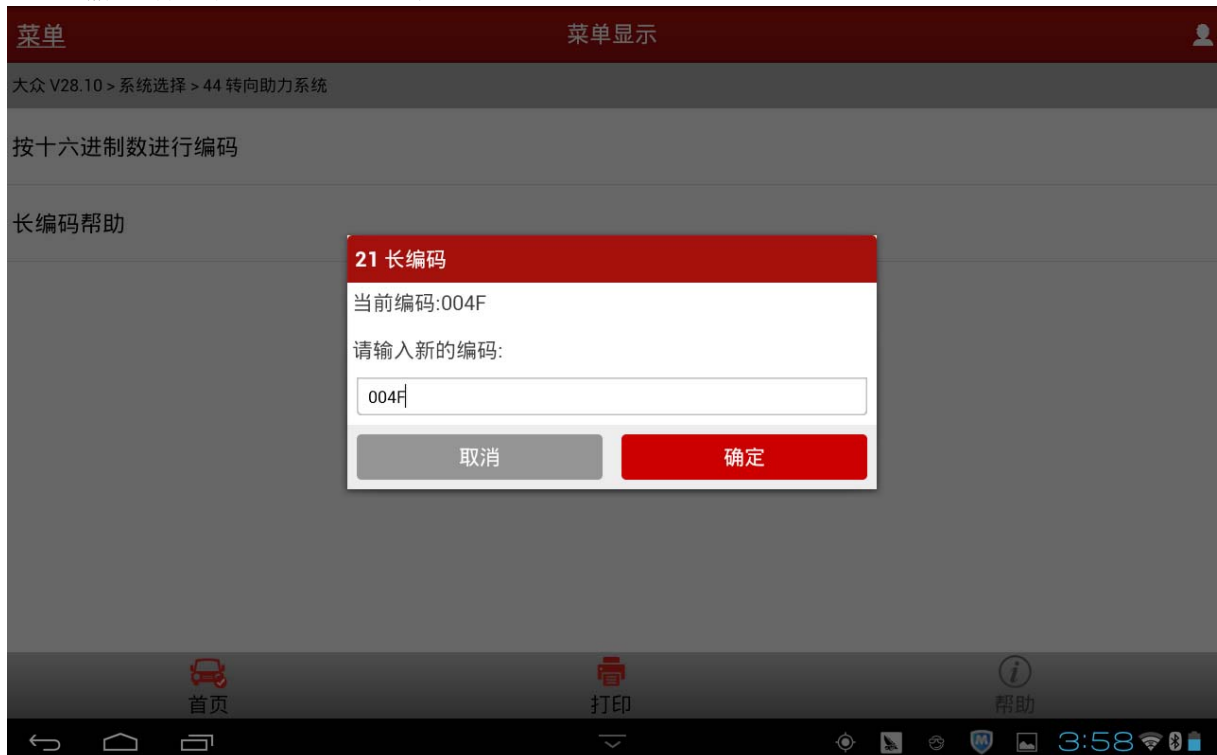 菜单
菜单显示
大众 V28.10 > 系统选择 > 44 转向助力系统
按十六进制数进行编码
长编码帮助
21 长编码
当前编码:004F
请输入新的编码:
004F
取消
确定
首页
打印
帮助
3:58